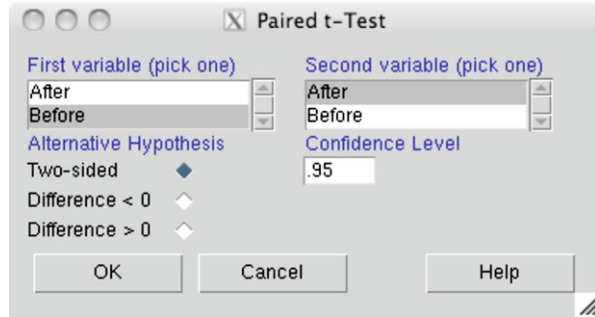 X Paired t-Test
First variable (pick one)
After
Before
Second variable (pick one)
After
Before
Alternative Hypothesis
Two-sided
Difference < 0
Difference > 0
Confidence Level
.95
OK
Cancel
Help